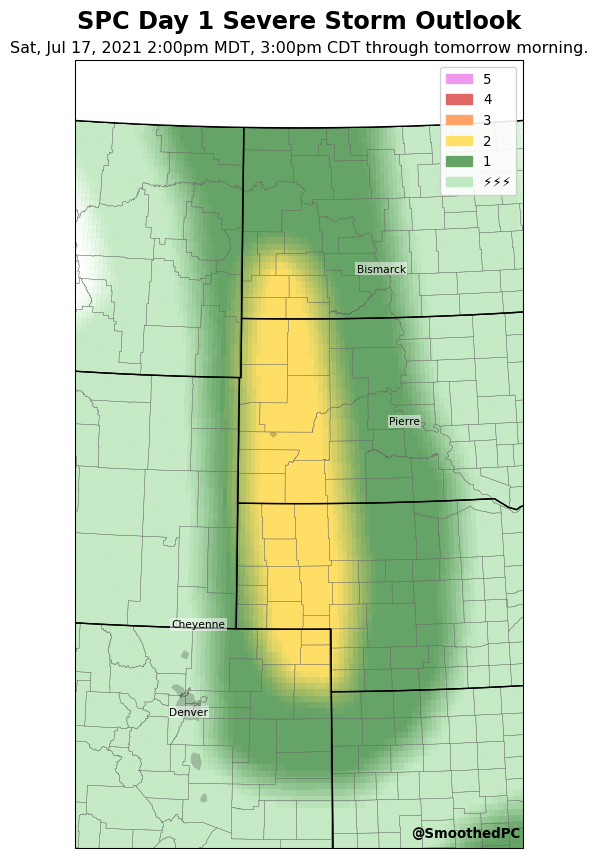 SPC Day 1 Severe Storm Outlook
Sat, Jul 17, 2021 2:00pm MDT, 3:00pm CDT through tomorrow morning.
5
4
3
2
1
⚡⚡⚡
Bismarck
Pierre
Cheyenne
Denver
@SmoothedPC